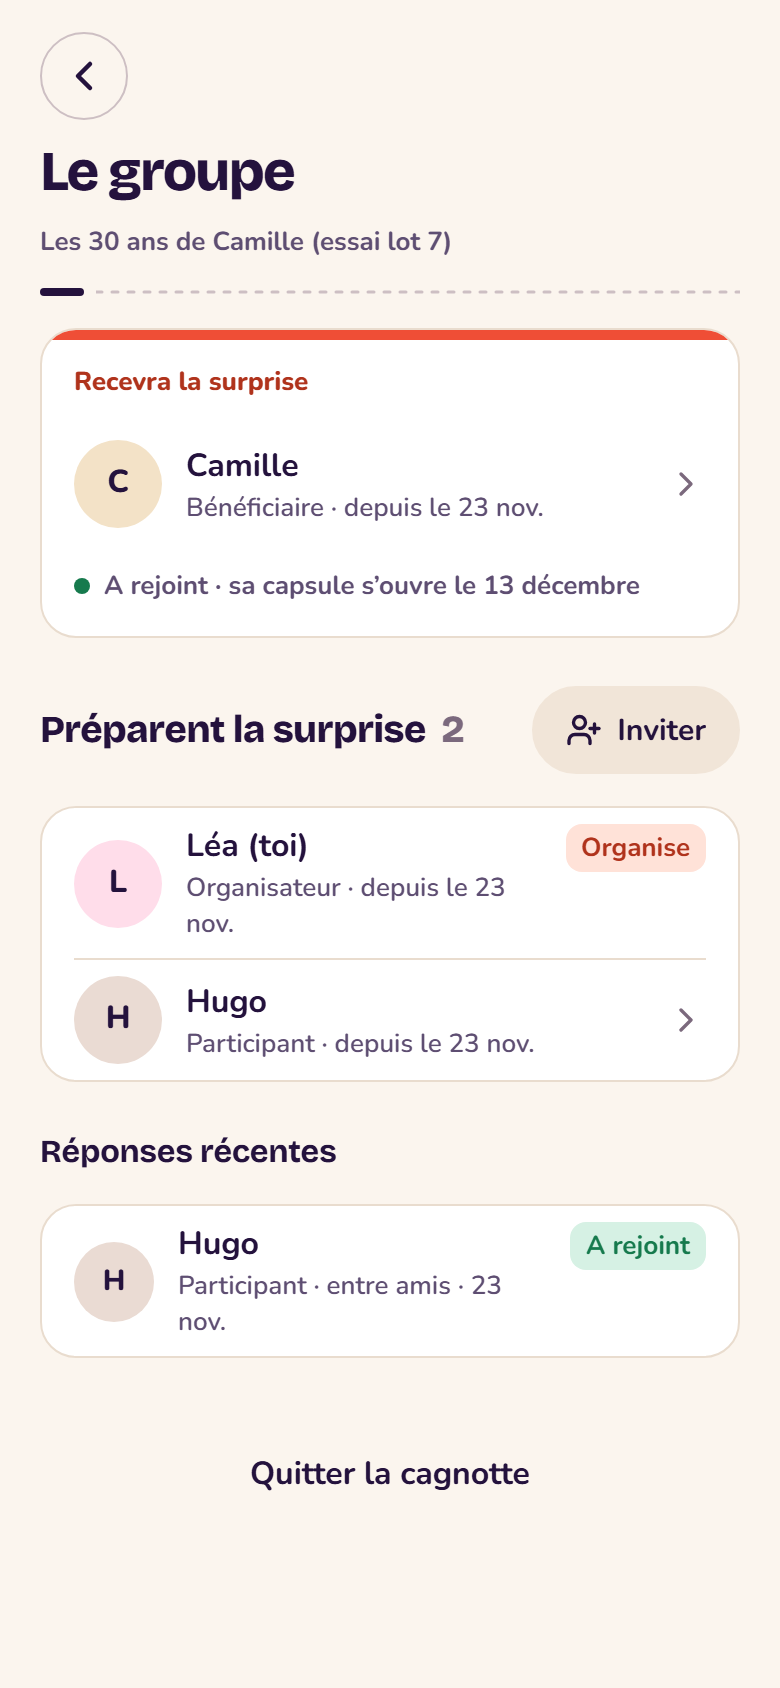 Le groupe
Les 30 ans de Camille (essai lot 7)
Recevra la surprise
C
Camille
Bénéficiaire · depuis le 23 nov.
A rejoint · sa capsule s’ouvre le 13 décembre
Préparent la surprise 2
Inviter
L
Léa (toi)
Organise
Organisateur · depuis le 23
nov.
H
Hugo
Participant · depuis le 23 nov.
Réponses récentes
H
Hugo
A rejoint
Participant · entre amis · 23
nov.
Quitter la cagnotte